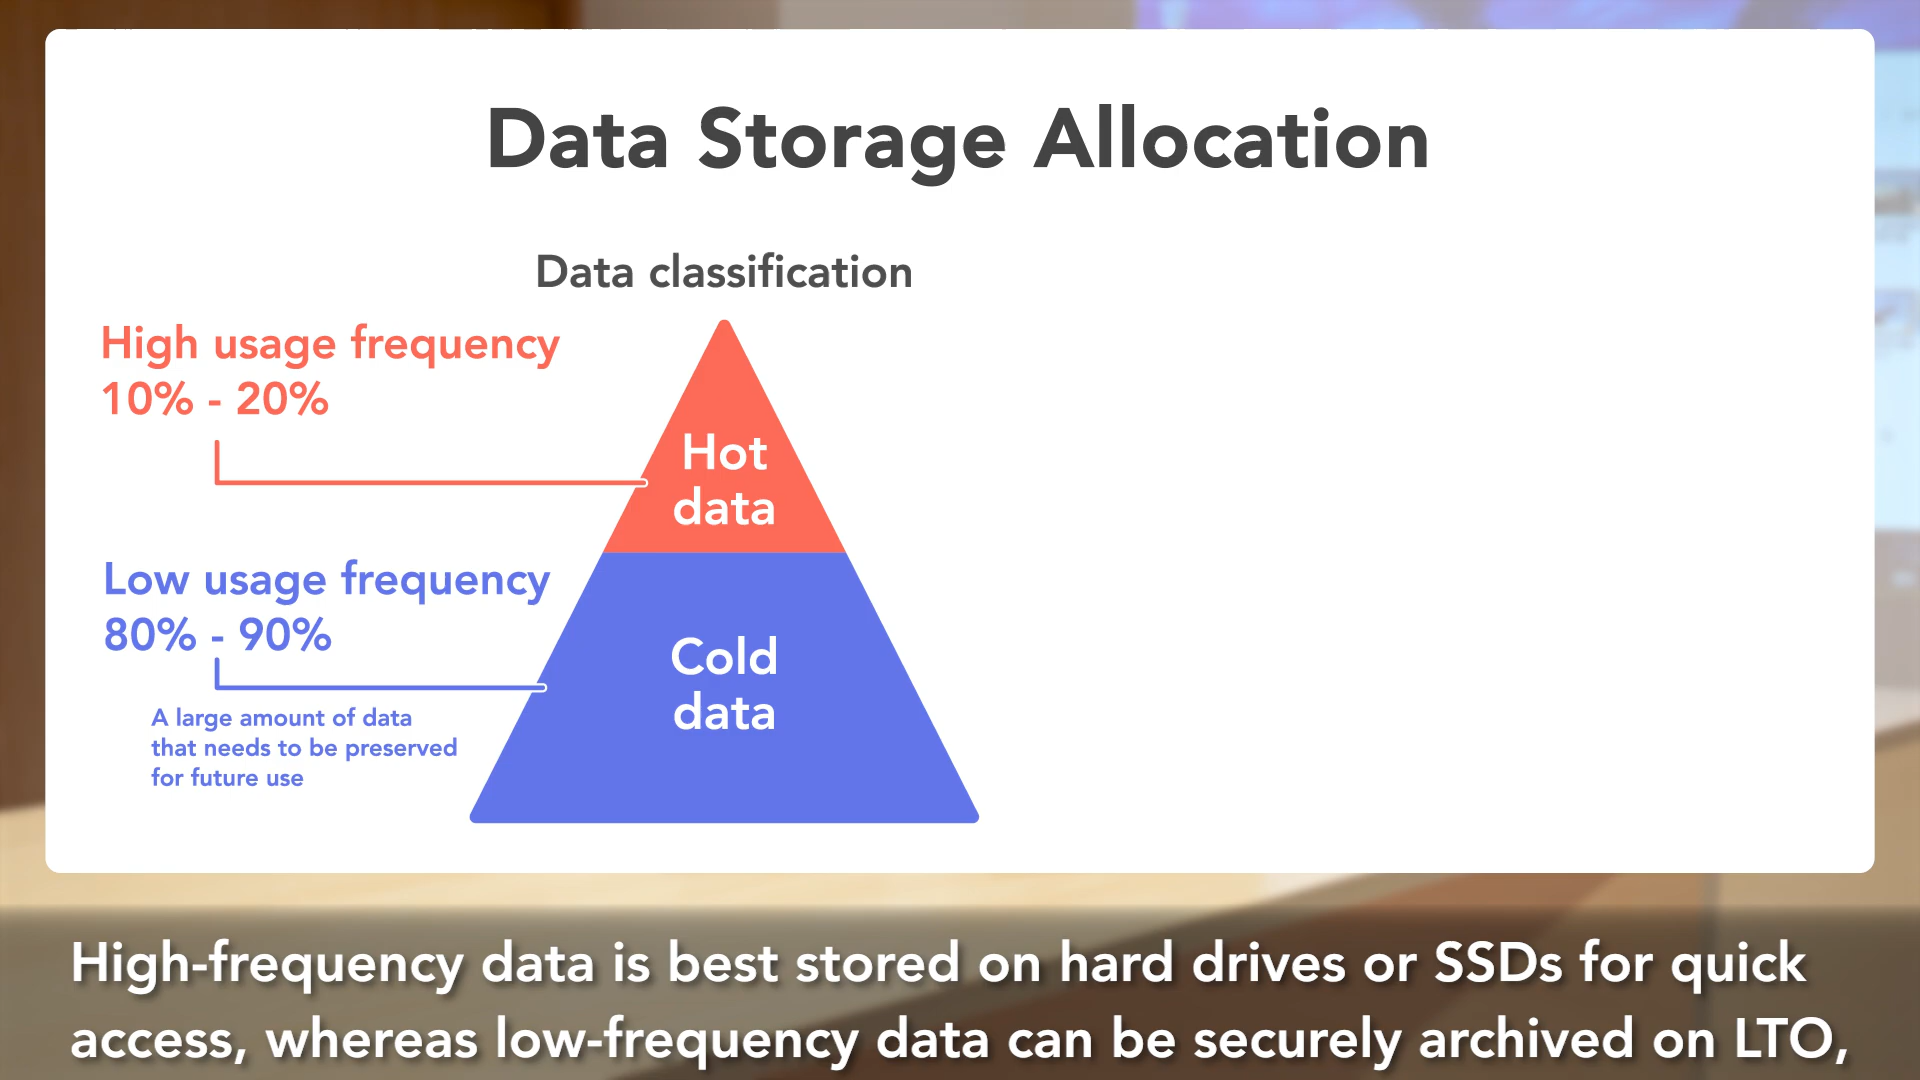 Data Storage Allocation
Data classification
High usage frequency
10% - 20%
Hot
data
Low usage frequency
80% - 90%
A large amount of data
that needs to be preserved
for future use
Cold
data
High-frequency data is best stored on hard drives or SSDs for quick
access, whereas low-frequency data can be securely archived on LTO,